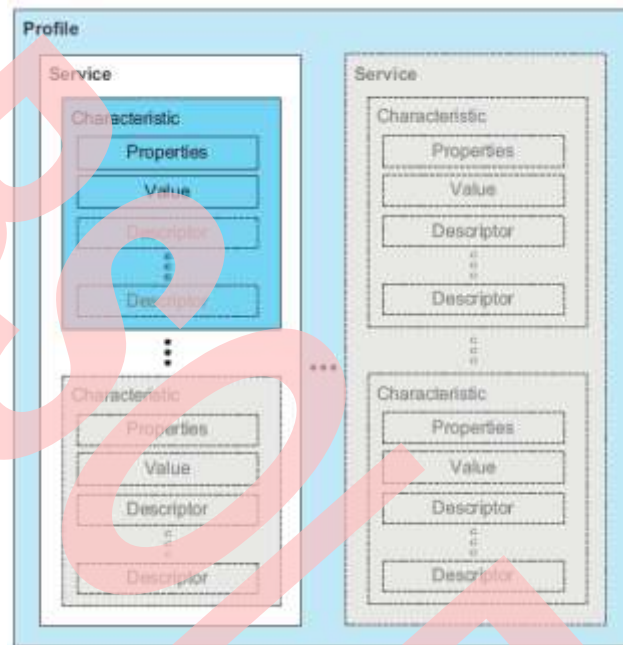 Profile
Service
Characteristic
Properties
Value
Descriptor
Descriptor
Characteristic
Properties
Value
Descriptor
Descriptor
Service
Characteristic
Properties
Value
Descriptor
Descriptor
Characteristic
Properties
Value
Descriptor
Descriptor